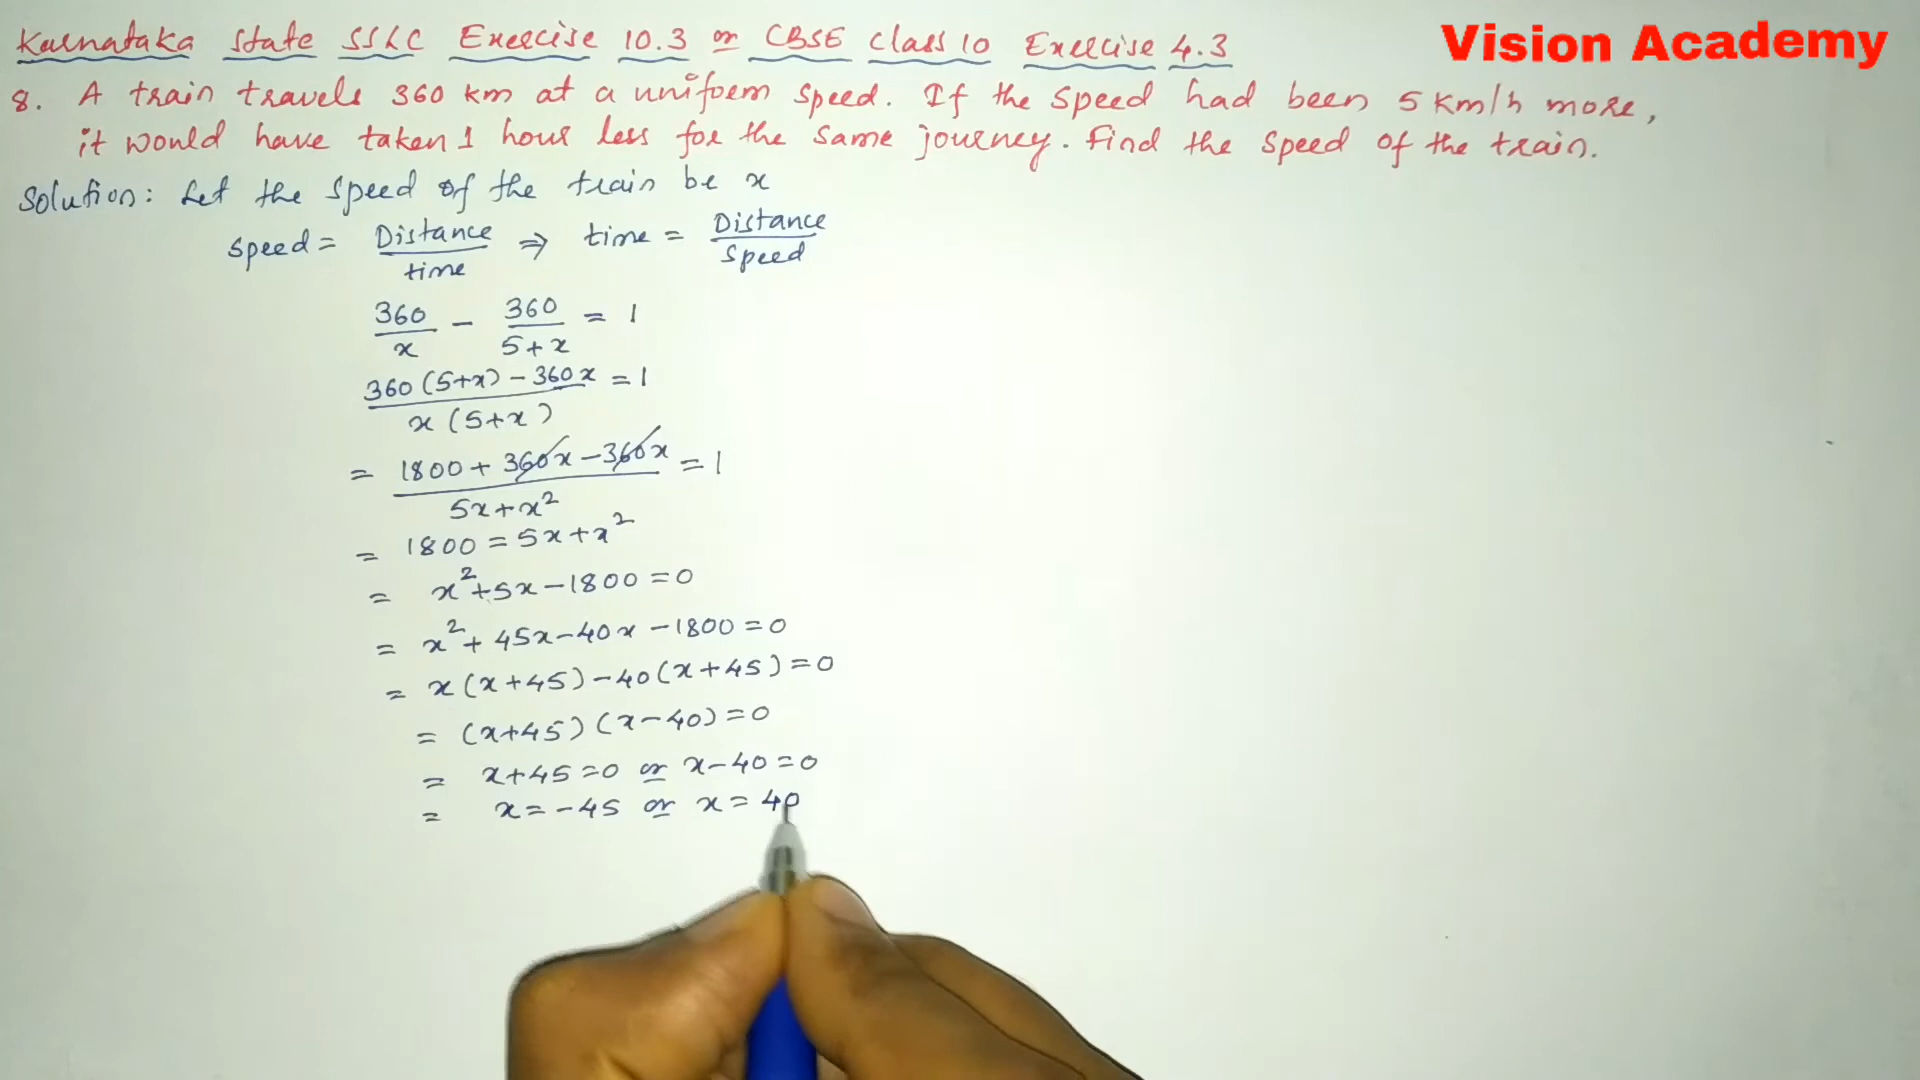 Karnataka State SSLC Exercise 10.3 or CBSE Class 10 Exercise 4.3
Vision Academy
8. A train travels 360 km at a uniform speed. If the speed had been 5 km/h more,
it would have taken 1 hour less for the same journey. Find the speed of the train.
Solution: Let the speed of the train be x
speed = Distance/time ⇒ time = Distance/Speed
360/x − 360/5+x = 1
360(5+x) − 360x/x(5+x) = 1
= 1800 + 360x − 360x/5x+x² = 1
= 1800 = 5x+x²
= x²+5x−1800=0
= x²+45x−40x−1800=0
= x(x+45)−40(x+45)=0
= (x+45)(x−40)=0
= x+45=0 or x−40=0
= x=−45 or x=40